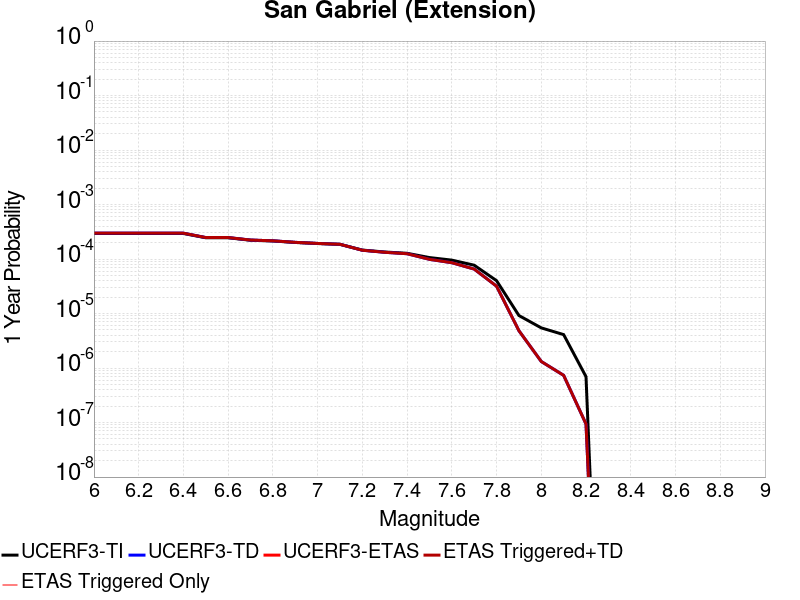 San Gabriel (Extension)
10^0
10^-1
10^-2
10^-3
10^-4
10^-5
10^-6
10^-7
10^-8
1 Year Probability
6 6.2 6.4 6.6 6.8 7 7.2 7.4 7.6 7.8 8 8.2 8.4 8.6 8.8 9
Magnitude
UCERF3-TI UCERF3-TD UCERF3-ETAS ETAS Triggered+TD
ETAS Triggered Only